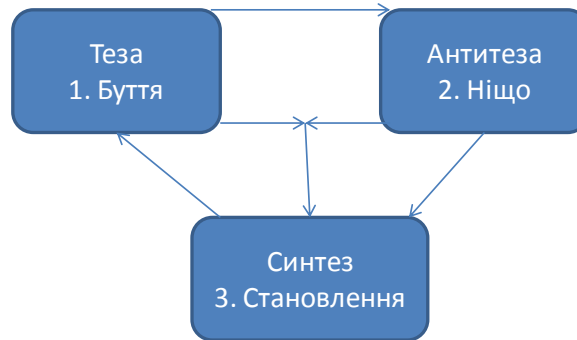 Теза
1. Буття
Антитеза
2. Ніщо
Синтез
3. Становлення